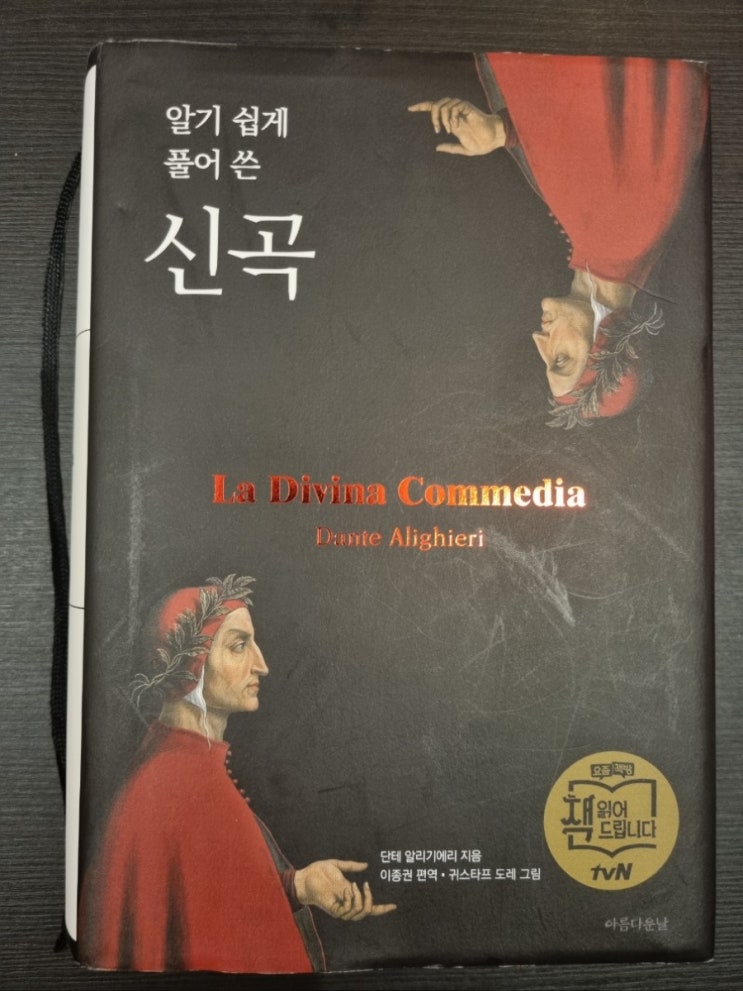 알기 쉽게
풀어 쓴
신곡
La Divina Commedia
Dante Alighieri
요즘 책방
책 읽어
드립니다
tvN
단테 알리기에리 지음
이종권 편역 • 귀스타프 도레 그림
아름다운날